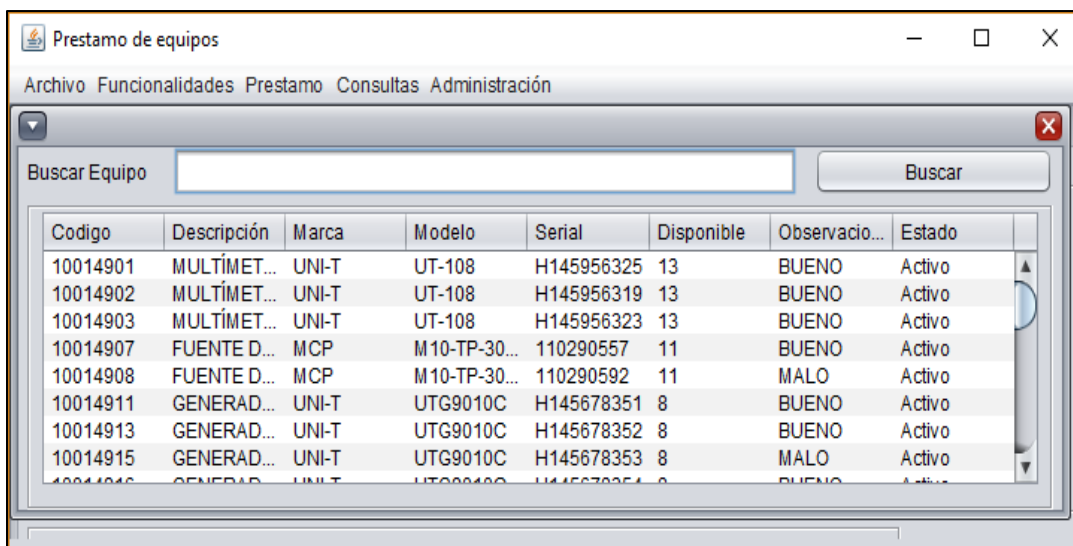 Prestamo de equipos
Archivo Funcionalidades Prestamo Consultas Administración
Buscar Equipo Buscar
Codigo Descripción Marca Modelo Serial Disponible Observacio... Estado
10014901 MULTÍMET... UNI-T UT-108 H145956325 13 BUENO Activo
10014902 MULTÍMET... UNI-T UT-108 H145956319 13 BUENO Activo
10014903 MULTÍMET... UNI-T UT-108 H145956323 13 BUENO Activo
10014907 FUENTE D... MCP M10-TP-30... 110290557 11 BUENO Activo
10014908 FUENTE D... MCP M10-TP-30... 110290592 11 MALO Activo
10014911 GENERAD... UNI-T UTG9010C H145678351 8 BUENO Activo
10014913 GENERAD... UNI-T UTG9010C H145678352 8 BUENO Activo
10014915 GENERAD... UNI-T UTG9010C H145678353 8 MALO Activo